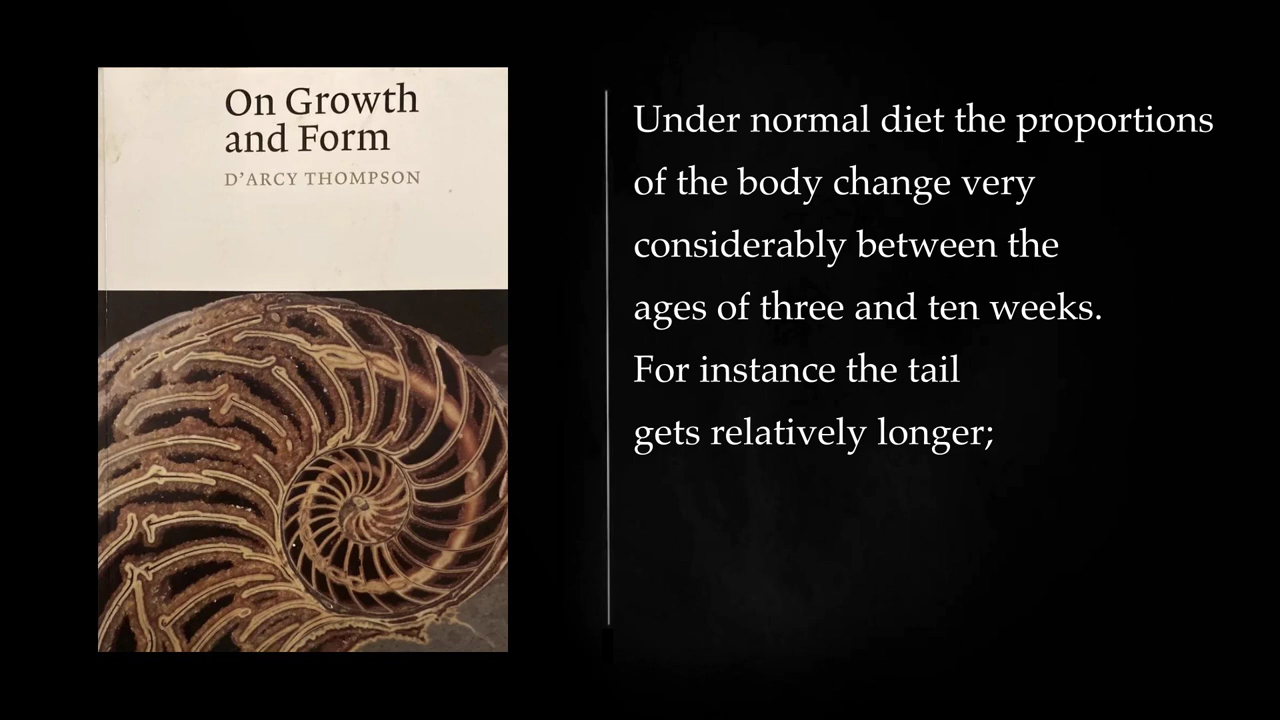 On Growth
and Form
D'ARCY THOMPSON
Under normal diet the proportions
of the body change very
considerably between the
ages of three and ten weeks.
For instance the tail
gets relatively longer;